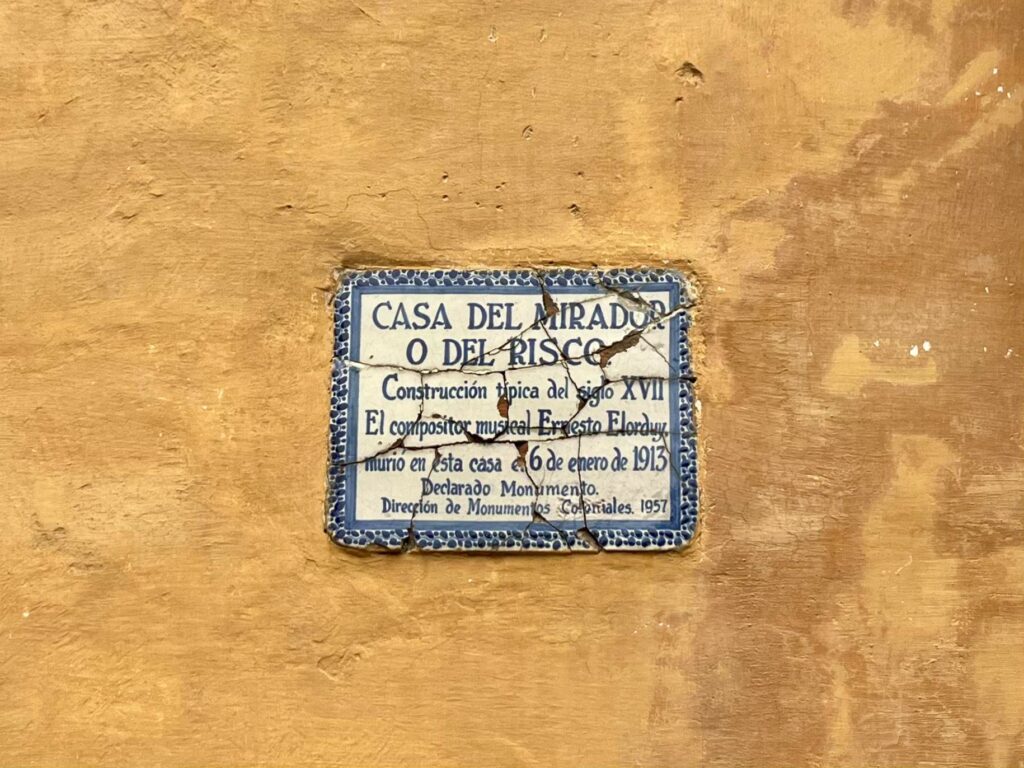 CASA DEL MIRADOR
O DEL RISCO.
Construcción típica del siglo XVII
El compositor musical Ernesto Elorduy,
murió en esta casa el 6 de enero de 1913
Declarado Monumento.
Dirección de Monumentos Coloniales. 1957